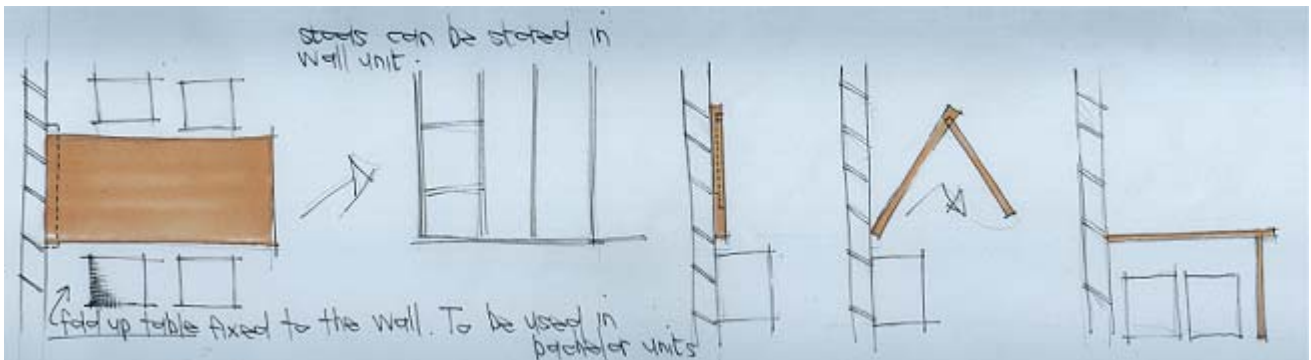 stools can be stored in
wall unit.
fold up table fixed to the wall. To be used in
bachelor units